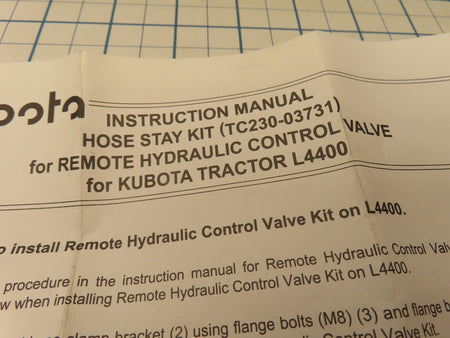 INSTRUCTION MANUAL
HOSE STAY KIT (TC230-03731)
for REMOTE HYDRAULIC CONTROL VALVE
for KUBOTA TRACTOR L4400
to install Remote Hydraulic Control Valve Kit on L4400.
procedure in the instruction manual for Remote Hydraulic Control
when installing Remote Hydraulic Control Valve Kit on L4400.
clamp bracket (2) using flange bolts (M8) (3) and flange
Hydraulic Control Valve Kit.